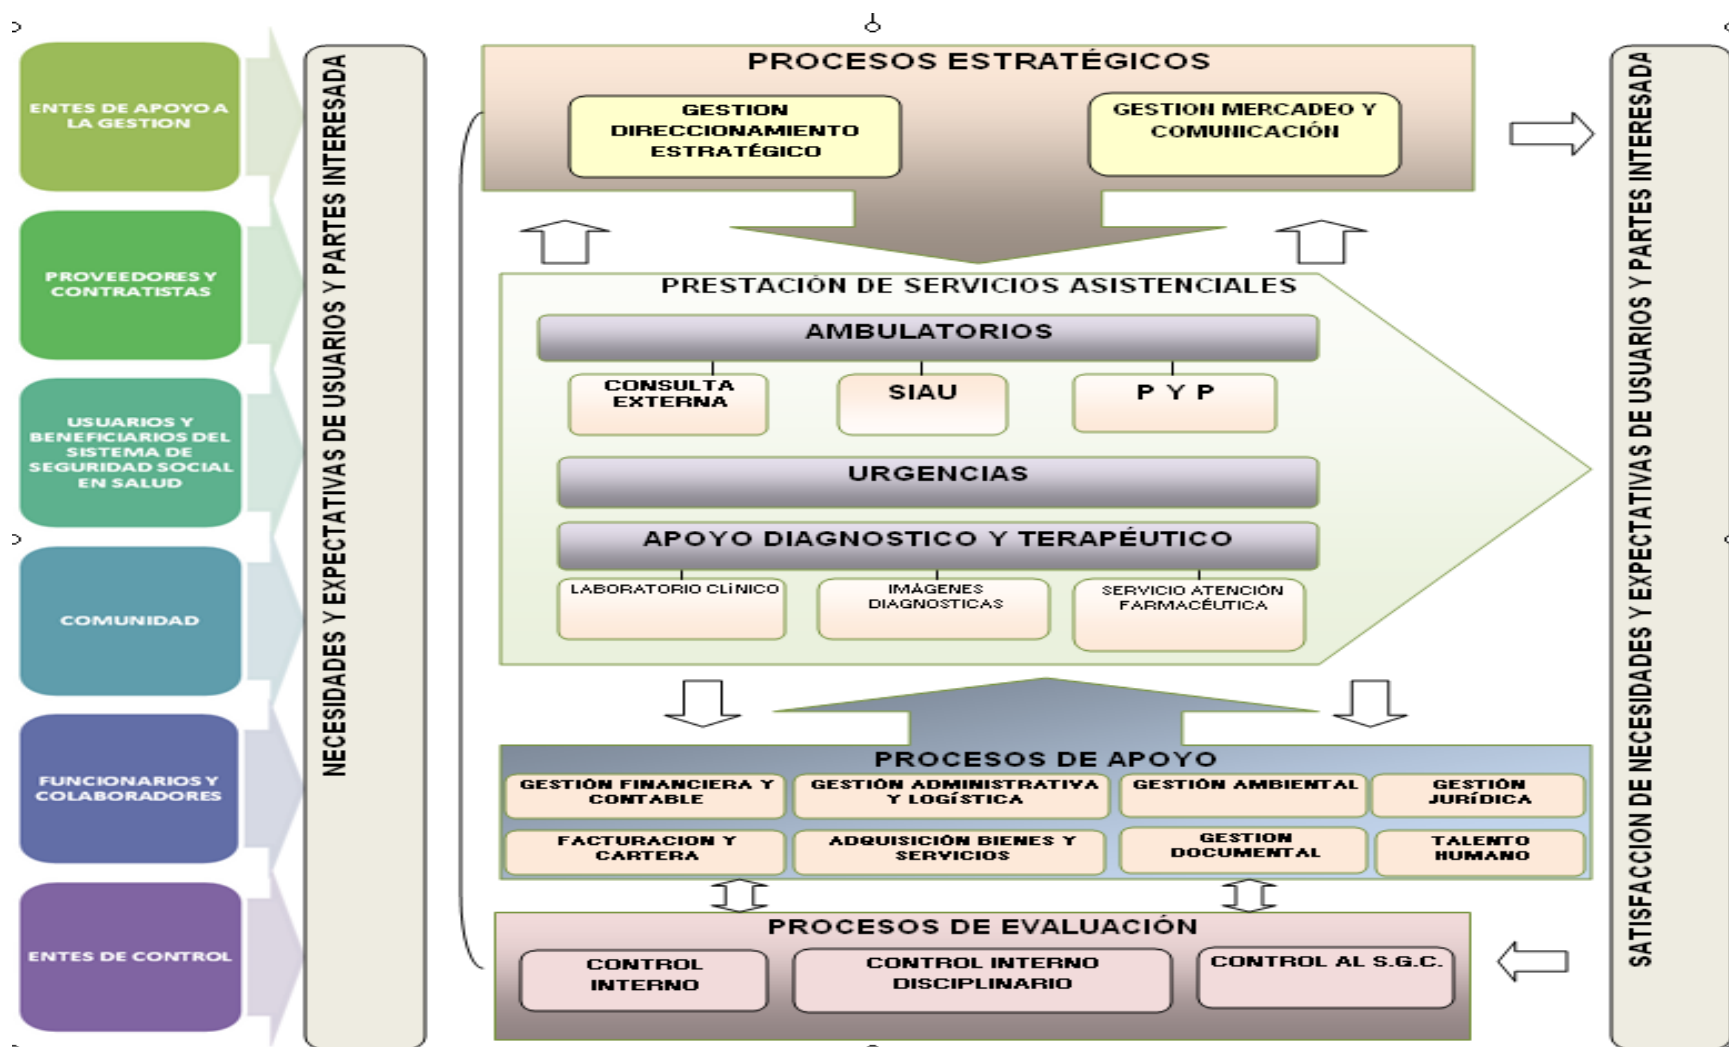 ENTES DE APOYO A
LA GESTION
PROVEEDORES Y
CONTRATISTAS
USUARIOS Y
BENEFICIARIOS DEL
SISTEMA DE
SEGURIDAD SOCIAL
EN SALUD
COMUNIDAD
FUNCIONARIOS Y
COLABORADORES
ENTES DE CONTROL
NECESIDADES Y EXPECTATIVAS DE USUARIOS Y PARTES INTERESADA
PROCESOS ESTRATÉGICOS
GESTION
DIRECCIONAMIENTO
ESTRATÉGICO
GESTION MERCADEO Y
COMUNICACIÓN
PRESTACIÓN DE SERVICIOS ASISTENCIALES
AMBULATORIOS
CONSULTA
EXTERNA
SIAU
P Y P
URGENCIAS
APOYO DIAGNOSTICO Y TERAPÉUTICO
LABORATORIO CLÍNICO
IMÁGENES
DIAGNOSTICAS
SERVICIO ATENCIÓN
FARMACÉUTICA
PROCESOS DE APOYO
GESTIÓN FINANCIERA Y
CONTABLE
GESTIÓN ADMINISTRATIVA
Y LOGÍSTICA
GESTIÓN AMBIENTAL
GESTIÓN
JURÍDICA
FACTURACION Y
CARTERA
ADQUISICIÓN BIENES Y
SERVICIOS
GESTION
DOCUMENTAL
TALENTO
HUMANO
PROCESOS DE EVALUACIÓN
CONTROL
INTERNO
CONTROL INTERNO
DISCIPLINARIO
CONTROL AL S.G.C.
SATISFACCION DE NECESIDADES Y EXPECTATIVAS DE USUARIOS Y PARTES INTERESADA